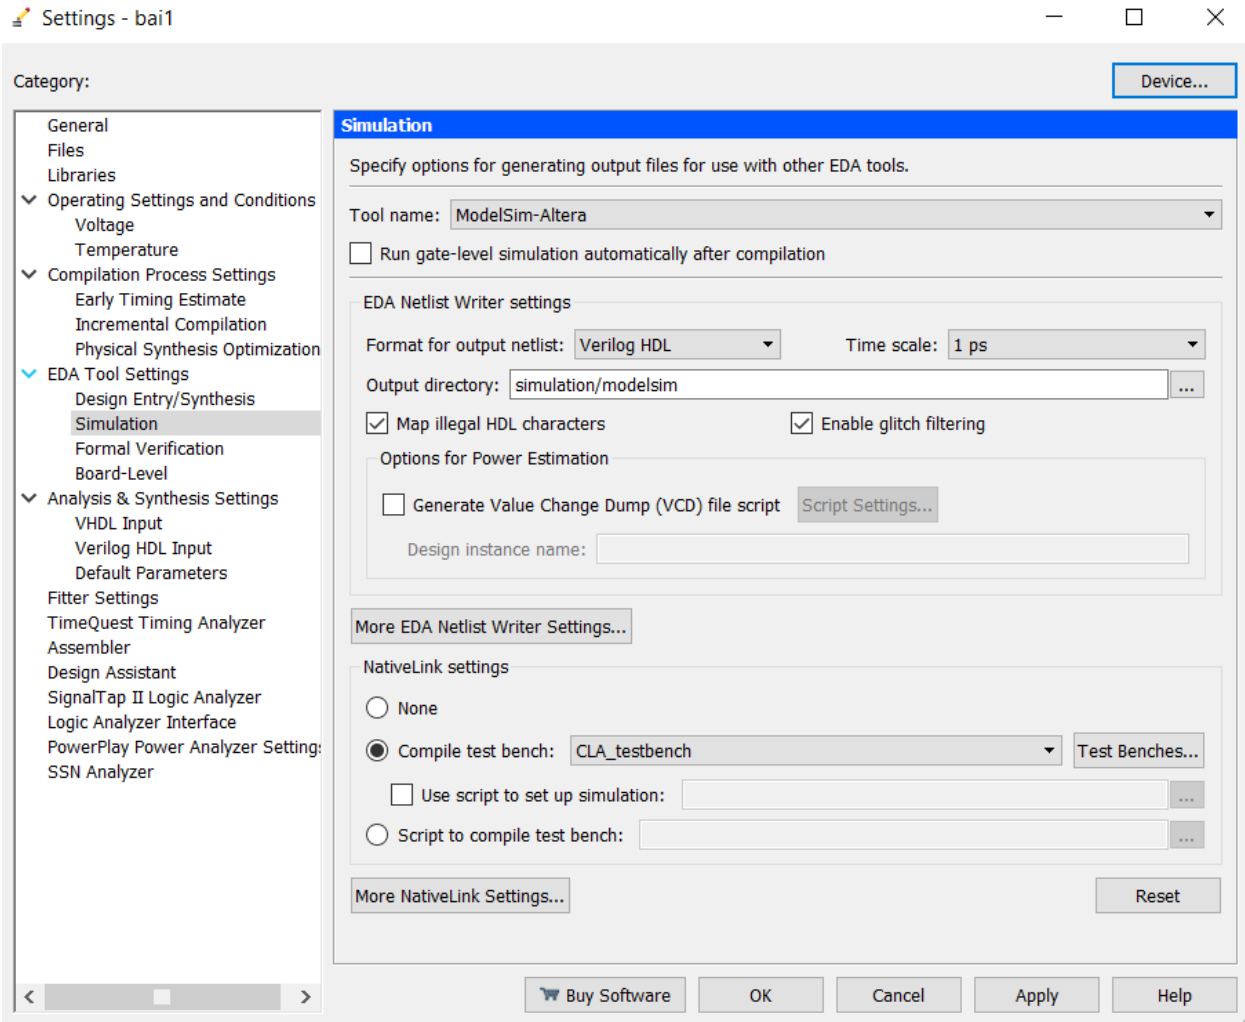 Settings - bai1
Category:
Device...
General
Files
Libraries
Operating Settings and Conditions
Voltage
Temperature
Compilation Process Settings
Early Timing Estimate
Incremental Compilation
Physical Synthesis Optimization
EDA Tool Settings
Design Entry/Synthesis
Simulation
Formal Verification
Board-Level
Analysis & Synthesis Settings
VHDL Input
Verilog HDL Input
Default Parameters
Fitter Settings
TimeQuest Timing Analyzer
Assembler
Design Assistant
SignalTap II Logic Analyzer
Logic Analyzer Interface
PowerPlay Power Analyzer Settings
SSN Analyzer
Simulation
Specify options for generating output files for use with other EDA tools.
Tool name: ModelSim-Altera
Run gate-level simulation automatically after compilation
EDA Netlist Writer settings
Format for output netlist: Verilog HDL Time scale: 1 ps
Output directory: simulation/modelsim ...
Map illegal HDL characters Enable glitch filtering
Options for Power Estimation
Generate Value Change Dump (VCD) file script Script Settings...
Design instance name:
More EDA Netlist Writer Settings...
NativeLink settings
None
Compile test bench: CLA_testbench Test Benches...
Use script to set up simulation: ...
Script to compile test bench: ...
More NativeLink Settings... Reset
Buy Software OK Cancel Apply Help